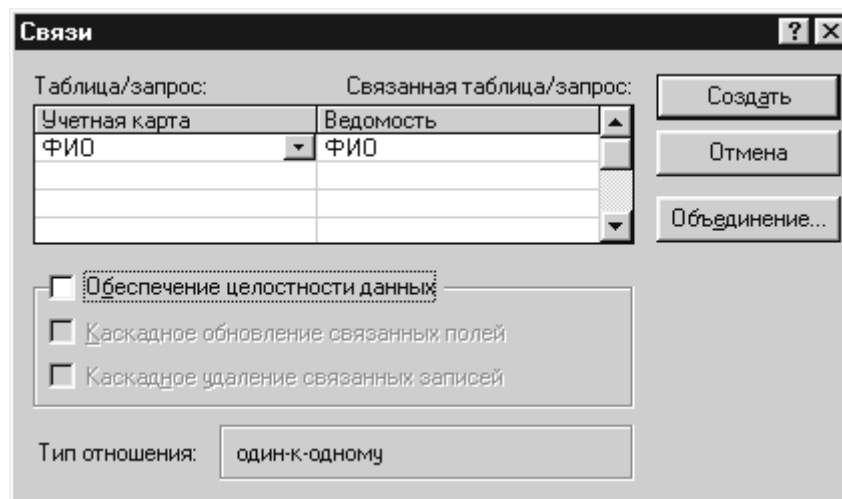 Связи
Таблица/запрос: Связанная таблица/запрос:
Создать
Учетная карта Ведомость
ФИО ФИО
Отмена
Объединение...
Обеспечение целостности данных
Каскадное обновление связанных полей
Каскадное удаление связанных записей
Тип отношения: один-к-одному